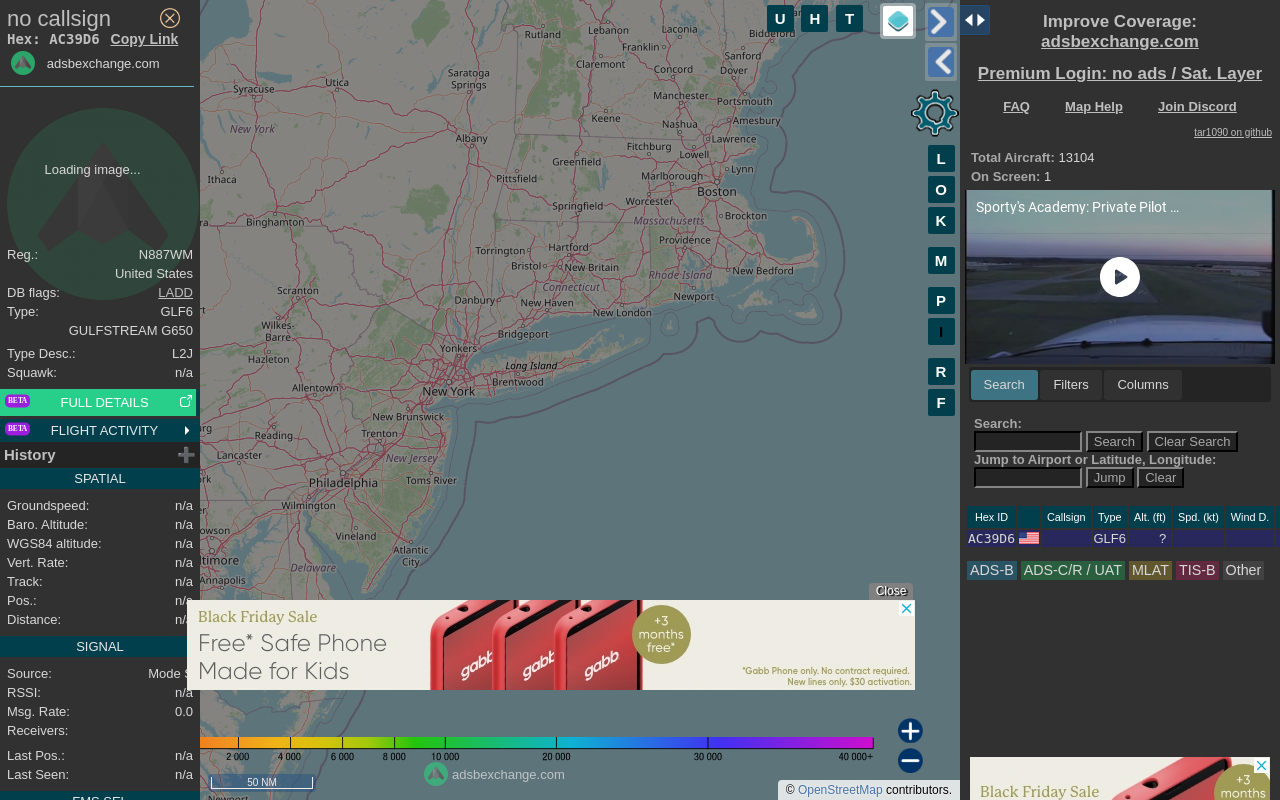 no callsign
Hex: AC39D6 Copy Link
adsbexchange.com
Loading image...
Reg.: N887WM
United States
DB flags: LADD
Type: GLF6
GULFSTREAM G650
Type Desc.: L2J
Squawk: n/a
BETA FULL DETAILS
BETA FLIGHT ACTIVITY
History
SPATIAL
Groundspeed: n/a
Baro. Altitude: n/a
WGS84 altitude: n/a
Vert. Rate: n/a
Track: n/a
Pos.: n/a
Distance: n/a
SIGNAL
Source: Mode S
RSSI: n/a
Msg. Rate: 0.0
Receivers:
Last Pos.: n/a
Last Seen: n/a
FMS SEL
U H T
L
O
K
M
P
I
R
F
Rutland
Lebanon
Laconia
Biddeford
Franklin
Sanford
Claremont
Concord
Dover
Saratoga
Springs
Utica
Syracuse
Manchester
Portsmouth
Keene
Nashua
Amesbury
New York
Albany
Fitchburg
Lawrence
Greenfield
Lowell
Ithaca
Pittsfield
Marlborough
Lynn
Boston
Springfield
Worcester
Binghamton
Massachusetts
Brockton
Torrington
Hartford
Providence
Bristol
New Britain
Rhode Island
New Bedford
Connecticut
Scranton
Danbury
New Haven
Newport
New London
Wilkes-
Barre
Bridgeport
Yonkers
Hazleton
Long Island
Brentwood
Allentown
New York
New Brunswick
Reading
Trenton
Lancaster
New Jersey
Philadelphia
Toms River
Wilmington
Vineland
Atlantic
City
Annapolis
Delaware
Close
Black Friday Sale
Free* Safe Phone
Made for Kids
gabb gabb gabb
+3
months
free*
*Gabb Phone only. No contract required.
New lines only. $30 activation.
2 000 4 000 6 000 8 000 10 000 20 000 30 000 40 000+
50 NM
adsbexchange.com
© OpenStreetMap contributors.
Newport
Improve Coverage:
adsbexchange.com
Premium Login: no ads / Sat. Layer
FAQ Map Help Join Discord
tar1090 on github
Total Aircraft: 13104
On Screen: 1
Sporty's Academy: Private Pilot ...
Search Filters Columns
Search:
Search Clear Search
Jump to Airport or Latitude, Longitude:
Jump Clear
Hex ID Callsign Type Alt. (ft) Spd. (kt) Wind D.
AC39D6 GLF6 ?
ADS-B ADS-C/R / UAT MLAT TIS-B Other
Black Friday Sale
+3
months